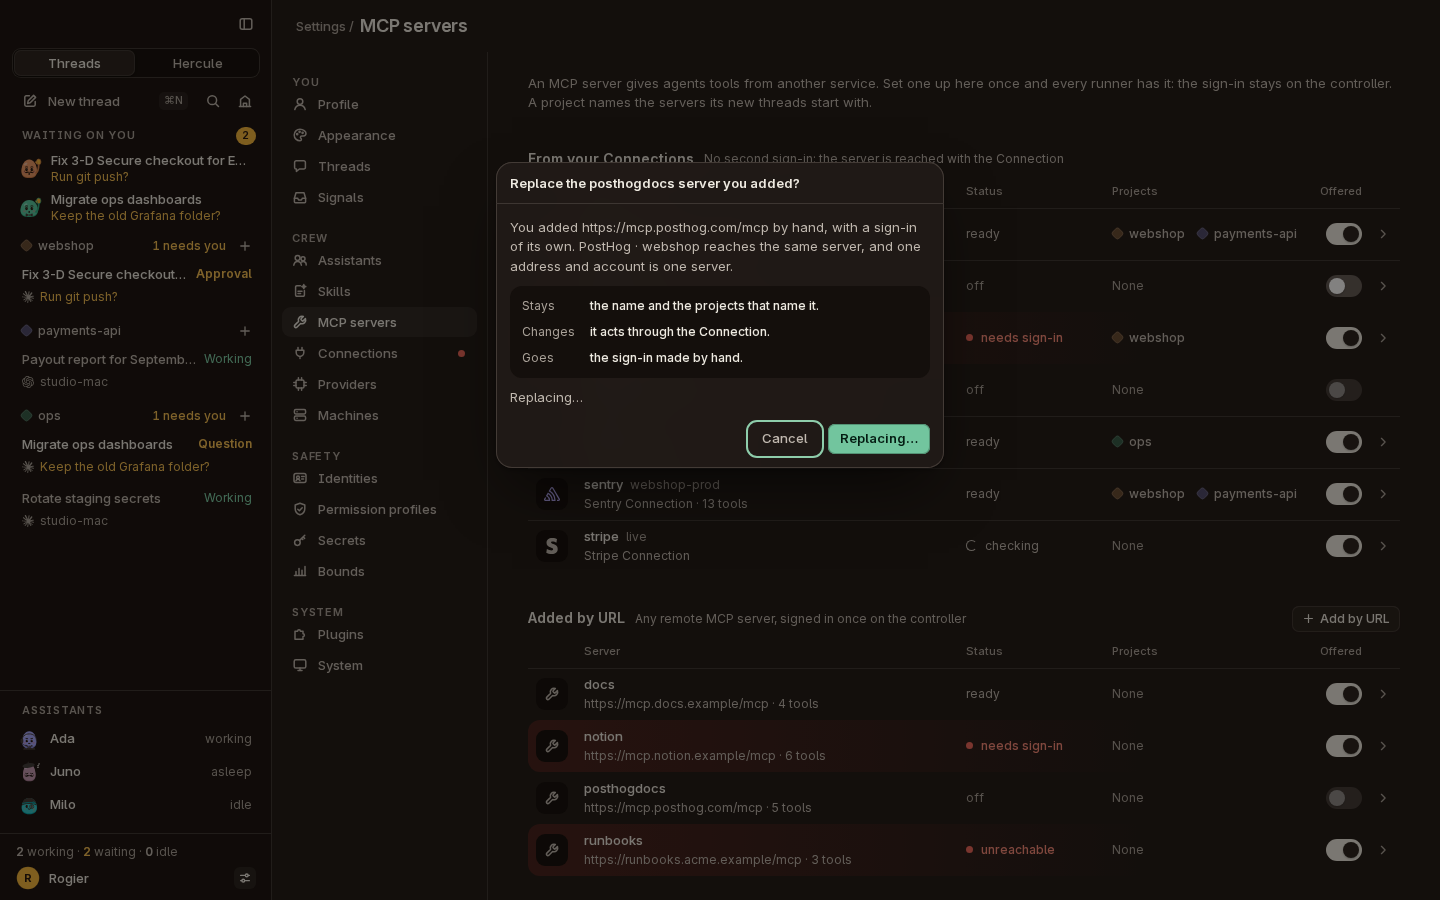 Threads
Hercule
New thread
⌘N
WAITING ON YOU
2
Fix 3-D Secure checkout for E…
Run git push?
Migrate ops dashboards
Keep the old Grafana folder?
webshop
1 needs you
Fix 3-D Secure checkout…
Approval
Run git push?
payments-api
Payout report for Septemb…
Working
studio-mac
ops
1 needs you
Migrate ops dashboards
Question
Keep the old Grafana folder?
Rotate staging secrets
Working
studio-mac
ASSISTANTS
Ada
working
Juno
asleep
Milo
idle
2 working · 2 waiting · 0 idle
R
Rogier
Settings / MCP servers
YOU
Profile
Appearance
Threads
Signals
CREW
Assistants
Skills
MCP servers
Connections
Providers
Machines
SAFETY
Identities
Permission profiles
Secrets
Bounds
SYSTEM
Plugins
System
An MCP server gives agents tools from another service. Set one up here once and every runner has it: the sign-in stays on the controller.
A project names the servers its new threads start with.
From your Connections
No second sign-in: the server is reached with the Connection
Status
Projects
Offered
ready
webshop
payments-api
off
None
needs sign-in
webshop
off
None
ready
ops
sentry webshop-prod
Sentry Connection · 13 tools
ready
webshop
payments-api
stripe live
Stripe Connection
checking
None
Replace the posthogdocs server you added?
You added https://mcp.posthog.com/mcp by hand, with a sign-in
of its own. PostHog · webshop reaches the same server, and one
address and account is one server.
Stays
the name and the projects that name it.
Changes
it acts through the Connection.
Goes
the sign-in made by hand.
Replacing…
Cancel
Replacing…
Added by URL
Any remote MCP server, signed in once on the controller
Add by URL
Server
Status
Projects
Offered
docs
https://mcp.docs.example/mcp · 4 tools
ready
None
notion
https://mcp.notion.example/mcp · 6 tools
needs sign-in
None
posthogdocs
https://mcp.posthog.com/mcp · 5 tools
off
None
runbooks
https://runbooks.acme.example/mcp · 3 tools
unreachable
None